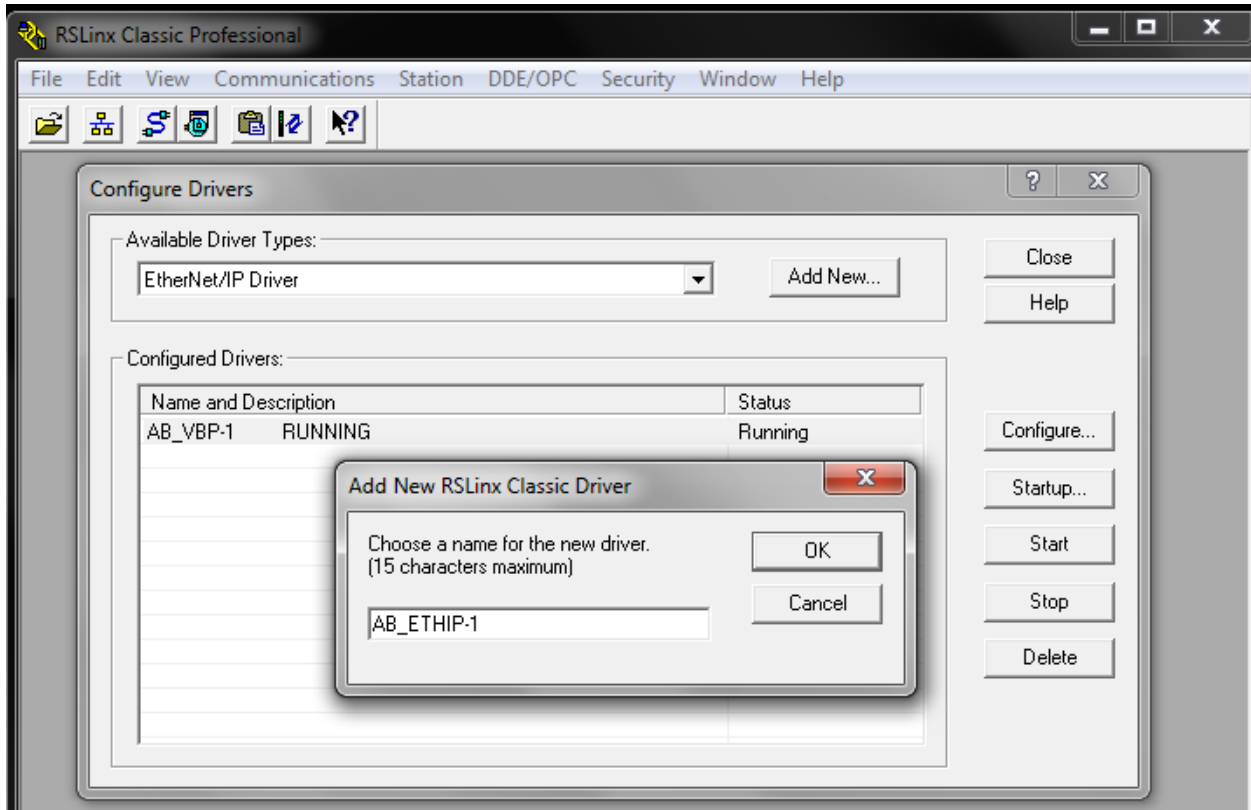 RSLinx Classic Professional
File Edit View Communications Station DDE/OPC Security Window Help
Configure Drivers
Available Driver Types:
EtherNet/IP Driver
Add New...
Close
Help
Configured Drivers:
Name and Description Status
AB_VBP-1 RUNNING Running
Configure...
Startup...
Start
Stop
Delete
Add New RSLinx Classic Driver
Choose a name for the new driver.
(15 characters maximum)
OK
Cancel
AB_ETHIP-1